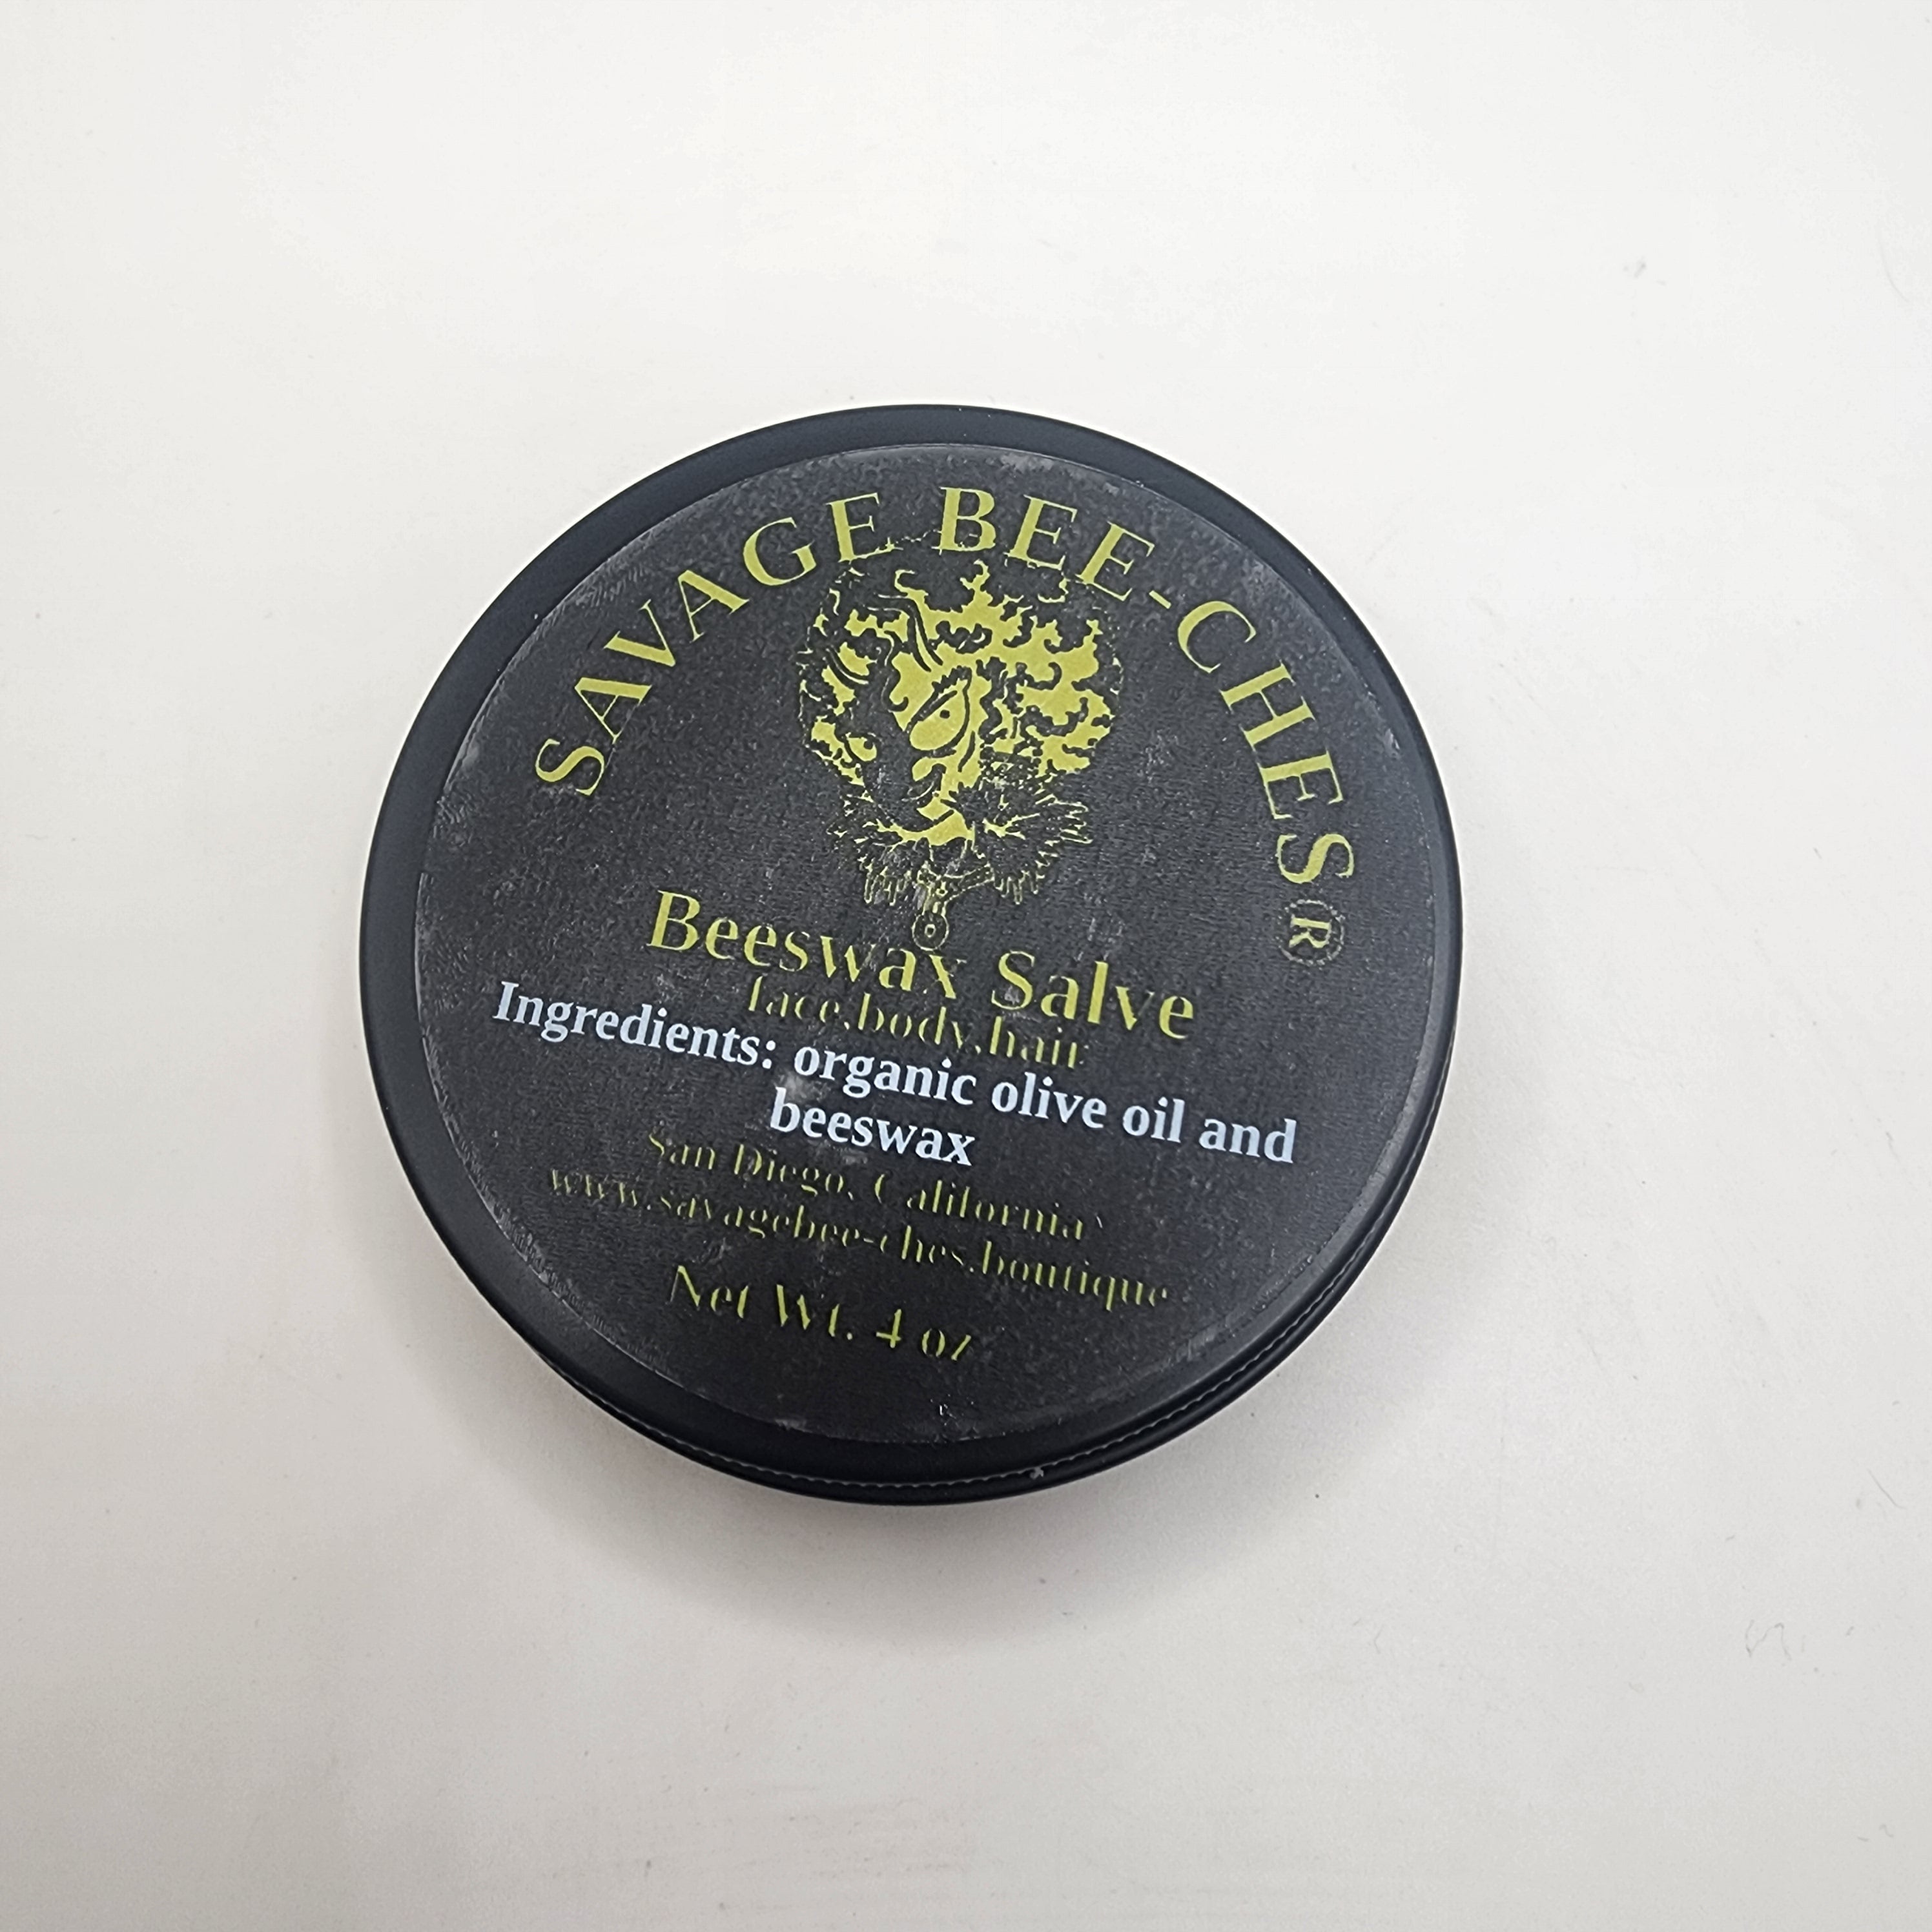 SAVAGE BEE-CHES®
Beeswax Salve
face.body.hair
Ingredients: organic olive oil and
beeswax
San Diego, California
www.savagebee-ches.boutique
Net Wt. 4 oz